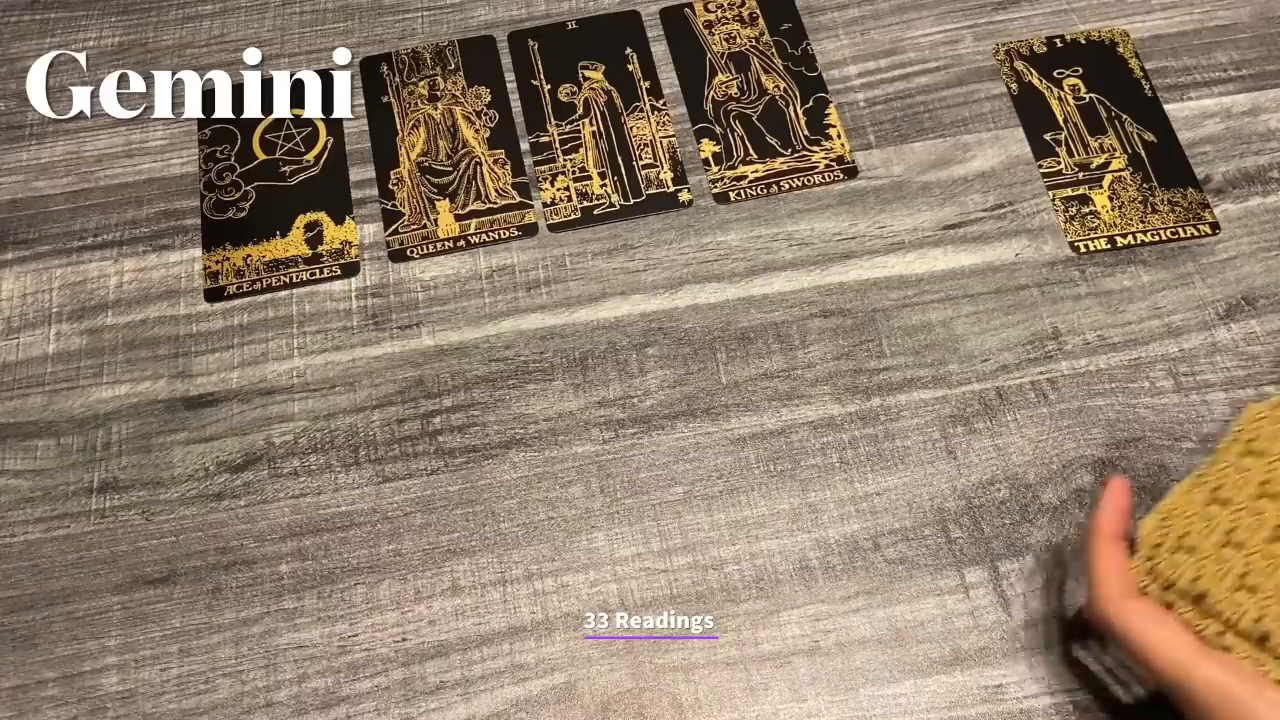 Gemini
II
I
ACE of PENTACLES
QUEEN of WANDS.
KING of SWORDS.
THE MAGICIAN
33 Readings